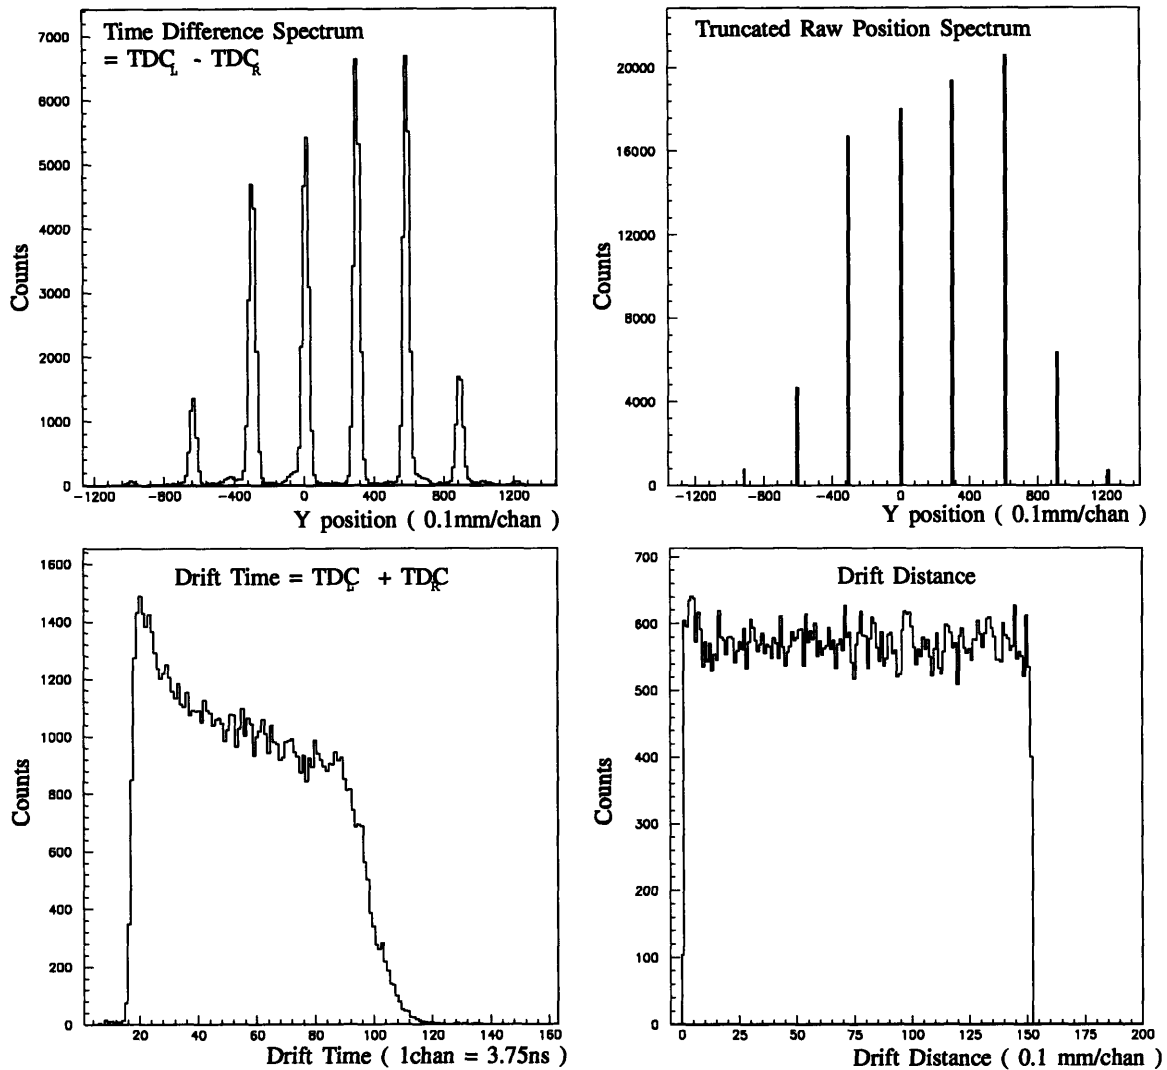 Time Difference Spectrum
= TDC_L - TDC_R
7000
6000
5000
4000
3000
2000
1000
0
Counts
−1200 −800 −400 0 400 800 1200
Y position ( 0.1mm/chan )
Truncated Raw Position Spectrum
20000
16000
12000
8000
4000
0
Counts
−1200 −800 −400 0 400 800 1200
Y position ( 0.1mm/chan )
Drift Time = TDC_L + TDC_R
1600
1400
1200
1000
800
600
400
200
0
Counts
20 40 60 80 100 120 140 160
Drift Time ( 1chan = 3.75ns )
Drift Distance
700
600
500
400
300
200
100
0
Counts
0 25 50 75 100 125 150 175 200
Drift Distance ( 0.1 mm/chan )